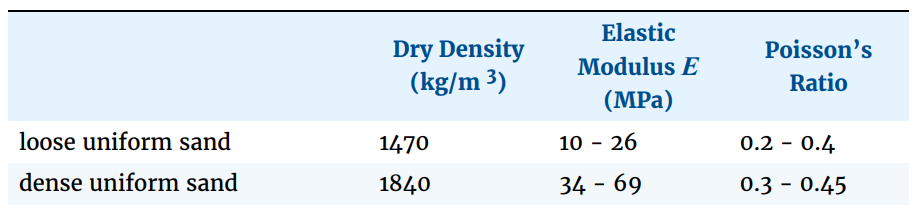 Dry Density (kg/m ³) Elastic Modulus E (MPa) Poisson’s Ratio
loose uniform sand 1470 10 - 26 0.2 - 0.4
dense uniform sand 1840 34 - 69 0.3 - 0.45